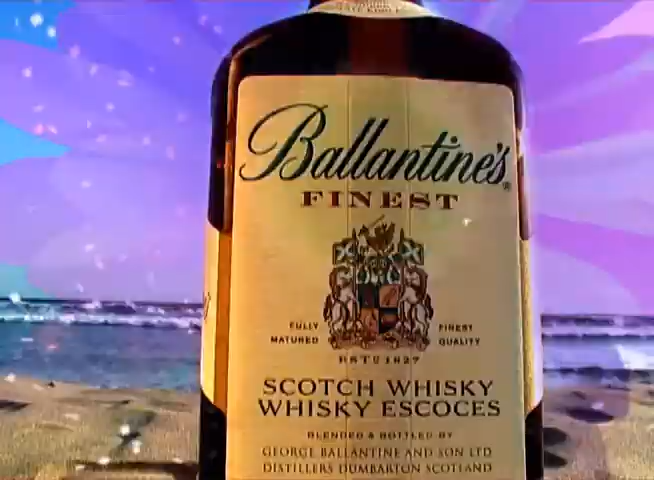 Ballantine's®
FINEST
FULLY MATURED
FINEST QUALITY
ESTD 1827
SCOTCH WHISKY
WHISKY ESCOCES
BLENDED & BOTTLED BY
GEORGE BALLANTINE AND SON LTD
DISTILLERS DUMBARTON SCOTLAND